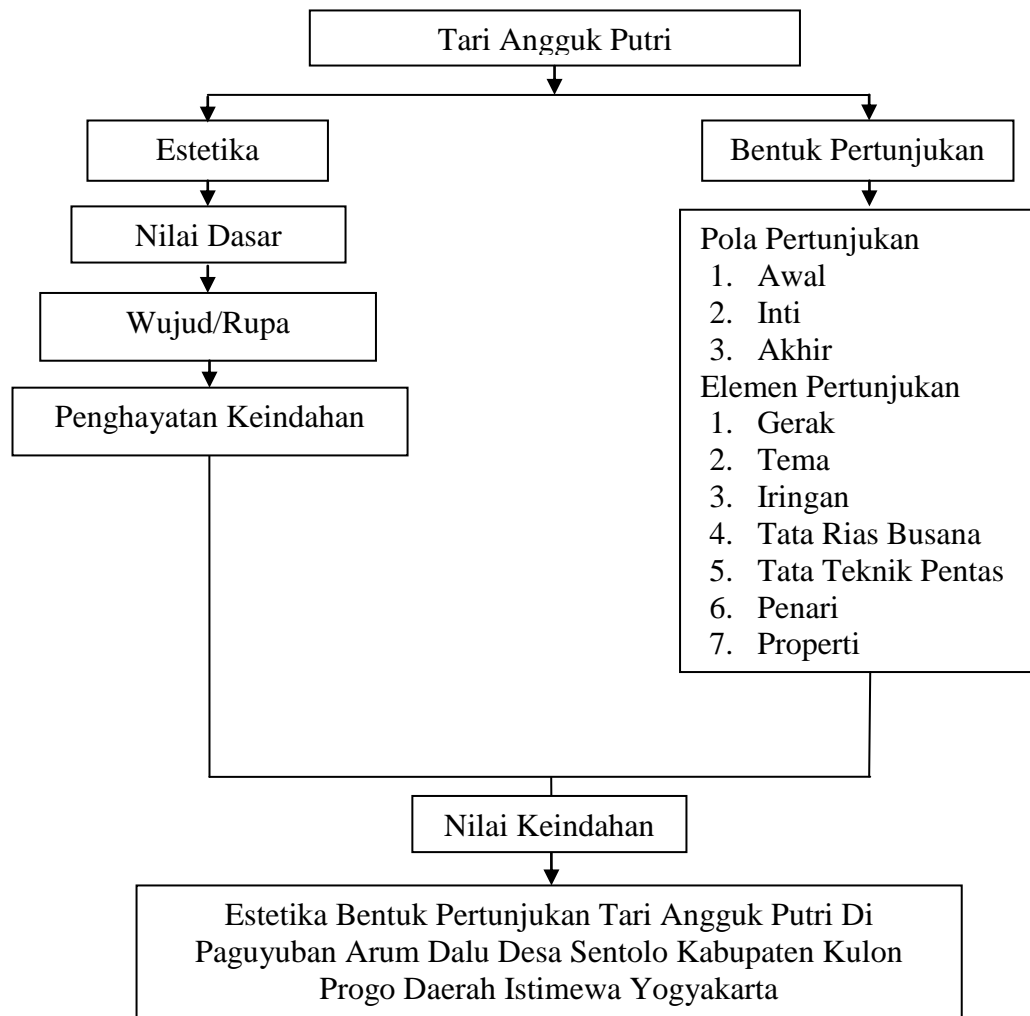 Tari Angguk Putri
Estetika
Bentuk Pertunjukan
Nilai Dasar
Wujud/Rupa
Penghayatan Keindahan
Pola Pertunjukan
1. Awal
2. Inti
3. Akhir
Elemen Pertunjukan
1. Gerak
2. Tema
3. Iringan
4. Tata Rias Busana
5. Tata Teknik Pentas
6. Penari
7. Properti
Nilai Keindahan
Estetika Bentuk Pertunjukan Tari Angguk Putri Di
Paguyuban Arum Dalu Desa Sentolo Kabupaten Kulon
Progo Daerah Istimewa Yogyakarta